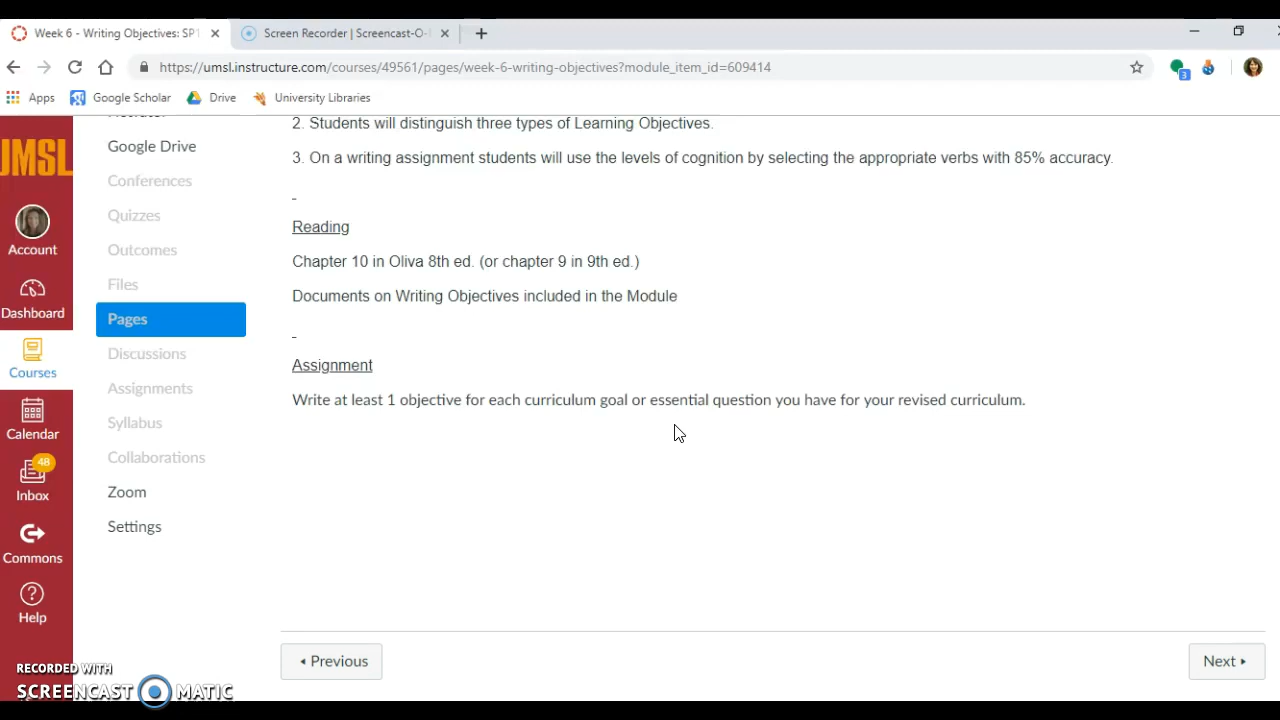 Week 6 - Writing Objectives: SP1
Screen Recorder | Screencast-O-
https://umsl.instructure.com/courses/49561/pages/week-6-writing-objectives?module_item_id=609414
3
Apps
Google Scholar
Drive
University Libraries
UMSL
Account
Dashboard
Courses
Calendar
48
Inbox
Commons
Help
Google Drive
Conferences
Quizzes
Outcomes
Files
Pages
Discussions
Assignments
Syllabus
Collaborations
Zoom
Settings
2. Students will distinguish three types of Learning Objectives.
3. On a writing assignment students will use the levels of cognition by selecting the appropriate verbs with 85% accuracy.
Reading
Chapter 10 in Oliva 8th ed. (or chapter 9 in 9th ed.)
Documents on Writing Objectives included in the Module
Assignment
Write at least 1 objective for each curriculum goal or essential question you have for your revised curriculum.
Previous
Next
RECORDED WITH
SCREENCAST MATIC